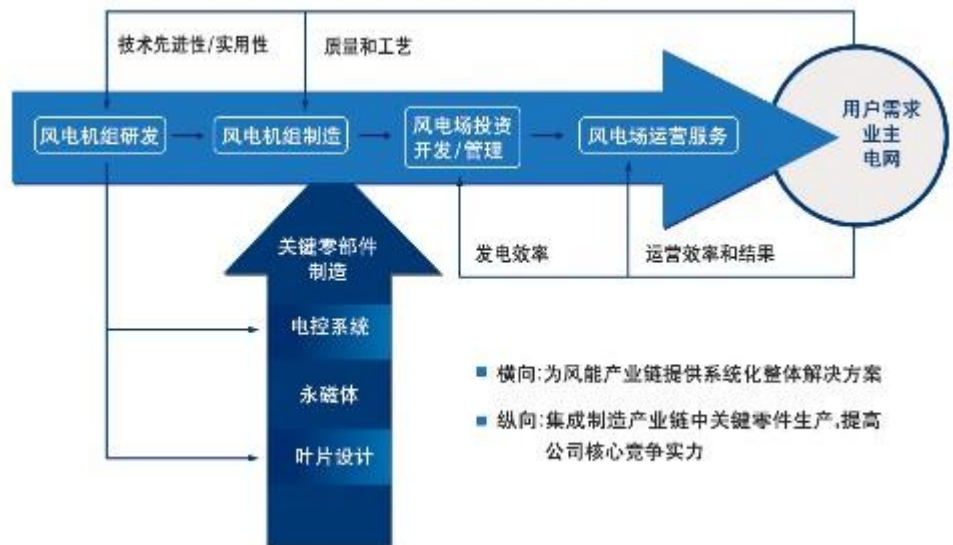 技术先进性/实用性
质量和工艺
风电机组研发
风电机组制造
风电场投资
开发/管理
风电场运营服务
用户需求
业主
电网
关键零部件
制造
发电效率
运营效率和结果
电控系统
永磁体
叶片设计
横向:为风能产业链提供系统化整体解决方案
纵向:集成制造产业链中关键零件生产,提高
公司核心竞争实力